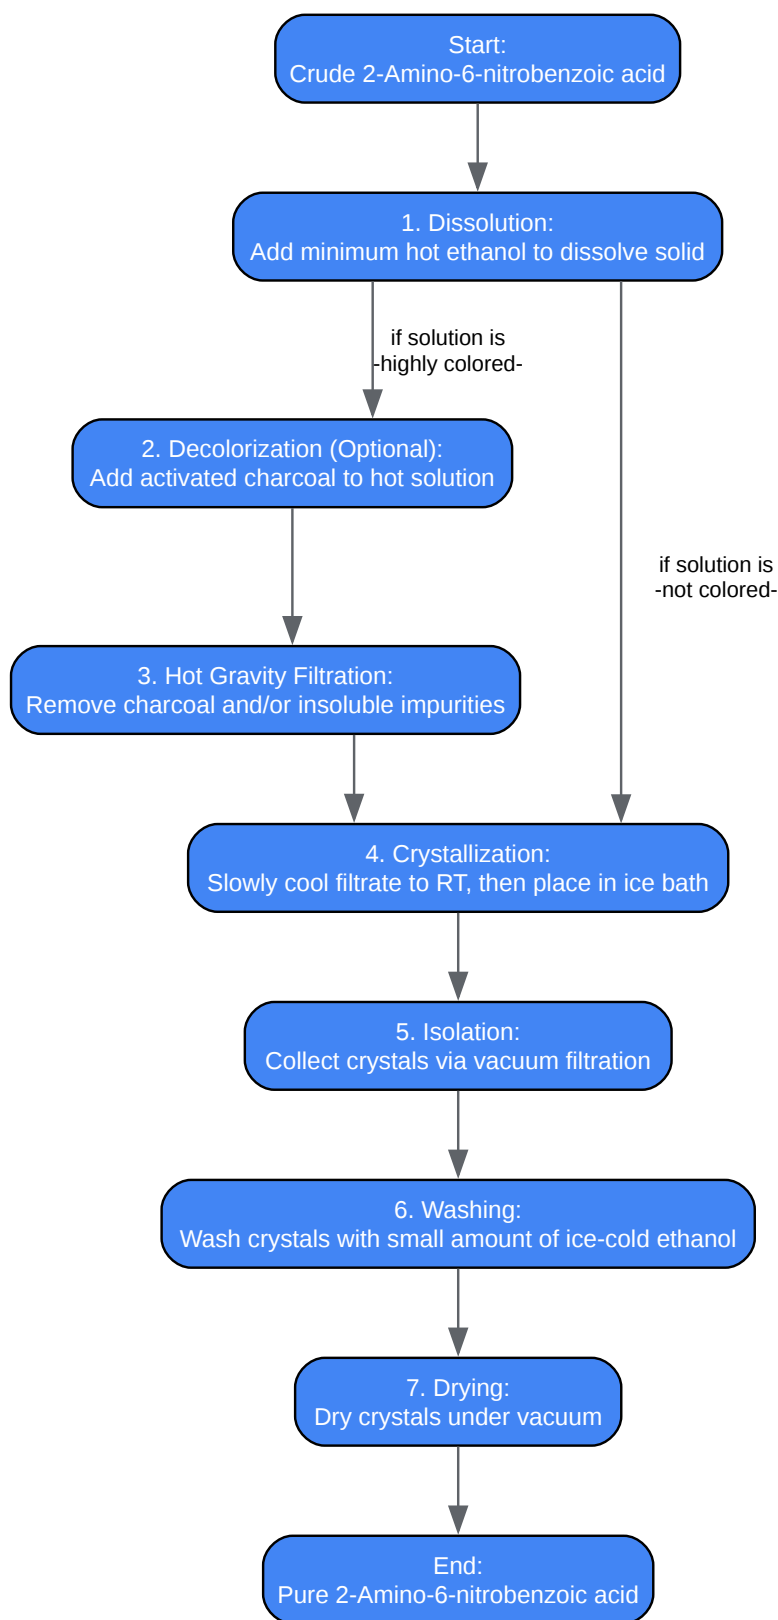 Start:
Crude 2-Amino-6-nitrobenzoic acid
1. Dissolution:
Add minimum hot ethanol to dissolve solid
if solution is
-highly colored-
2. Decolorization (Optional):
Add activated charcoal to hot solution
if solution is
-not colored-
3. Hot Gravity Filtration:
Remove charcoal and/or insoluble impurities
4. Crystallization:
Slowly cool filtrate to RT, then place in ice bath
5. Isolation:
Collect crystals via vacuum filtration
6. Washing:
Wash crystals with small amount of ice-cold ethanol
7. Drying:
Dry crystals under vacuum
End:
Pure 2-Amino-6-nitrobenzoic acid